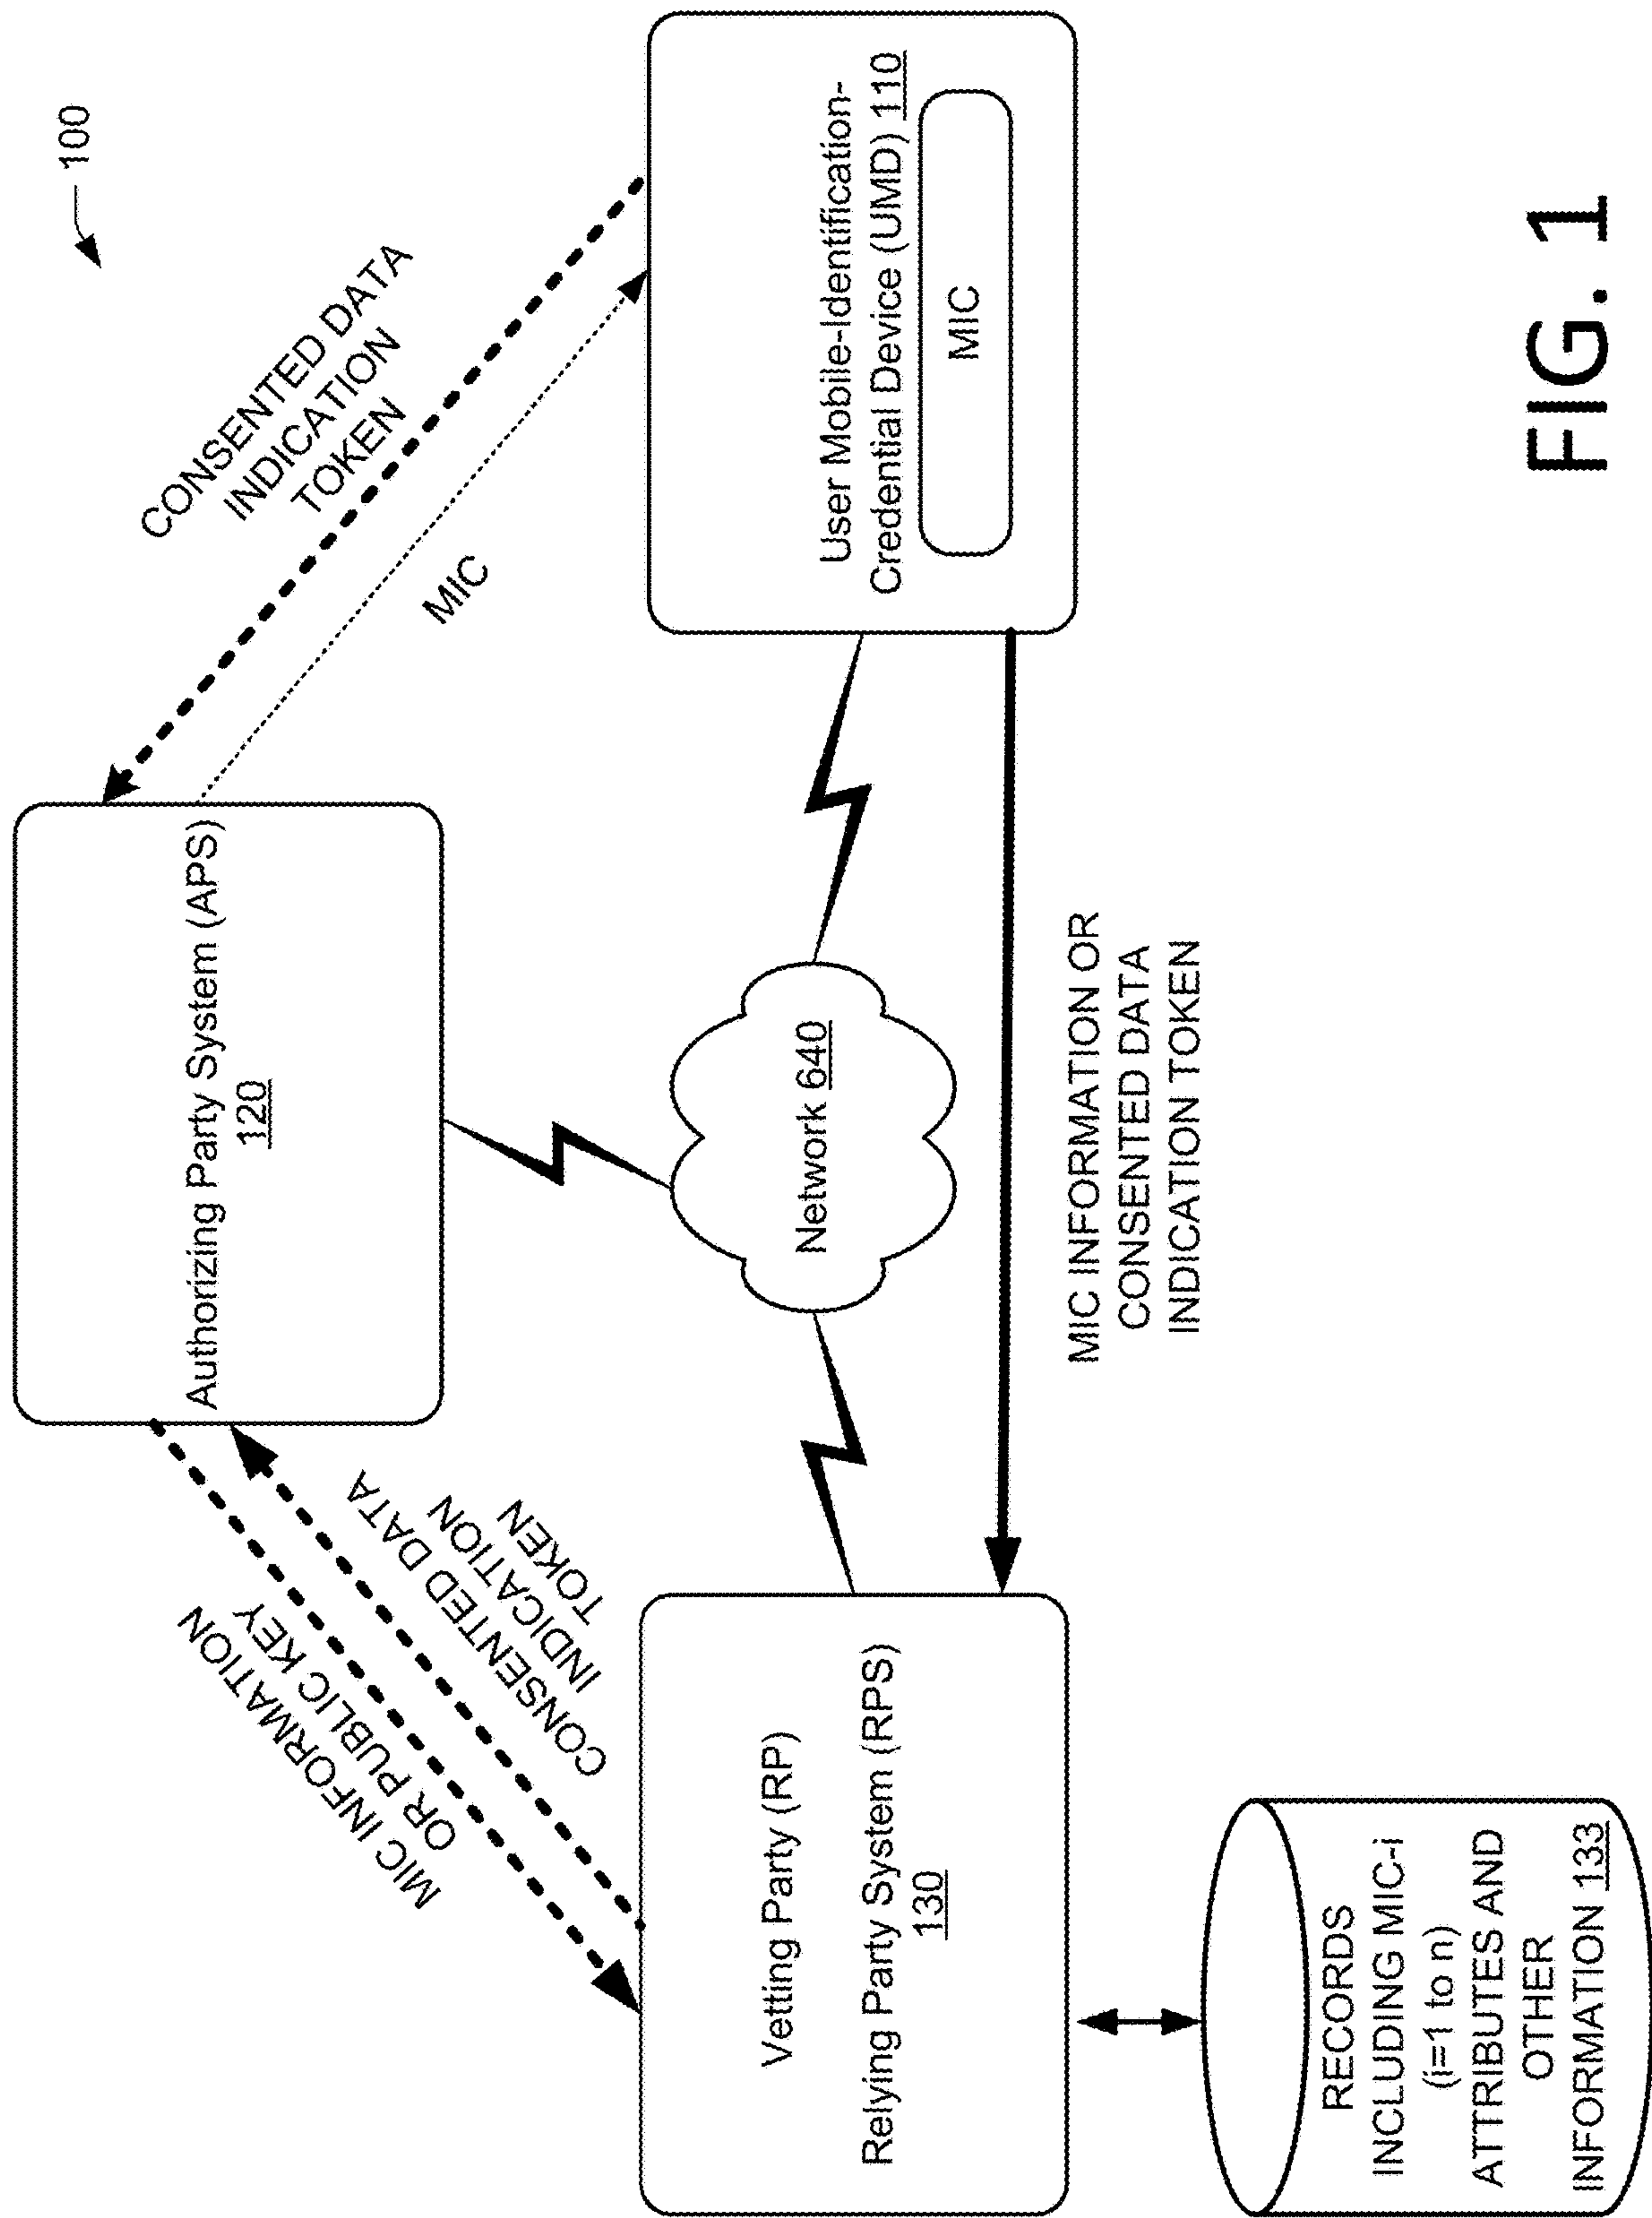 100
CONSENTED DATA
INDICATION
TOKEN
MIC
Authorizing Party System (APS)
120
MIC INFORMATION
OR PUBLIC KEY
CONSENTED DATA
INDICATION
TOKEN
User Mobile-Identification-
Credential Device (UMD) 110
MIC
Network 640
Vetting Party (RP)
Relying Party System (RPS)
130
MIC INFORMATION OR
CONSENTED DATA
INDICATION TOKEN
RECORDS
INCLUDING MIC-i
(i=1 to n)
ATTRIBUTES AND
OTHER
INFORMATION 133
FIG. 1